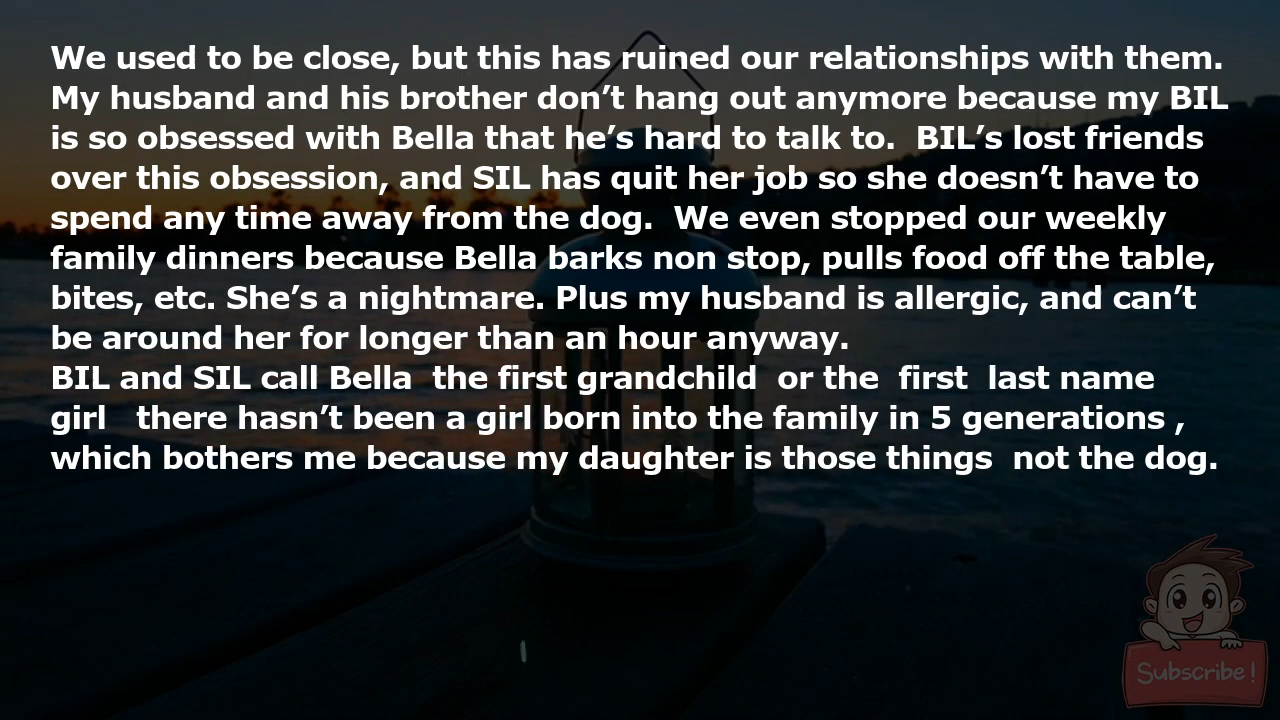 We used to be close, but this has ruined our relationships with them.
My husband and his brother don’t hang out anymore because my BIL
is so obsessed with Bella that he’s hard to talk to.  BIL’s lost friends
over this obsession, and SIL has quit her job so she doesn’t have to
spend any time away from the dog.  We even stopped our weekly
family dinners because Bella barks non stop, pulls food off the table,
bites, etc. She’s a nightmare. Plus my husband is allergic, and can’t
be around her for longer than an hour anyway.
BIL and SIL call Bella  the first grandchild  or the  first  last name
girl   there hasn’t been a girl born into the family in 5 generations ,
which bothers me because my daughter is those things  not the dog.
Subscribe!